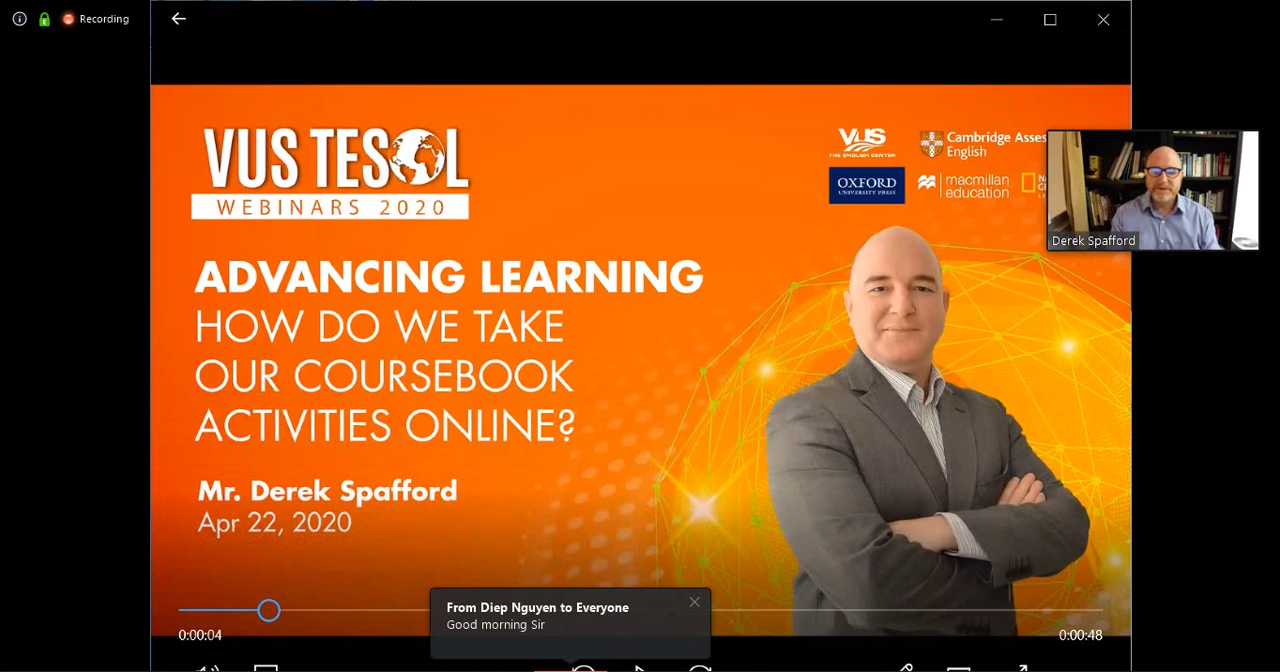 Recording
VUS TESOL
WEBINARS 2020
VUS
THE ENGLISH CENTER
Cambridge Asses
English
OXFORD
UNIVERSITY PRESS
macmillan
education
Derek Spafford
ADVANCING LEARNING
HOW DO WE TAKE
OUR COURSEBOOK
ACTIVITIES ONLINE?
Mr. Derek Spafford
Apr 22, 2020
From Diep Nguyen to Everyone
Good morning Sir
0:00:04
0:00:48